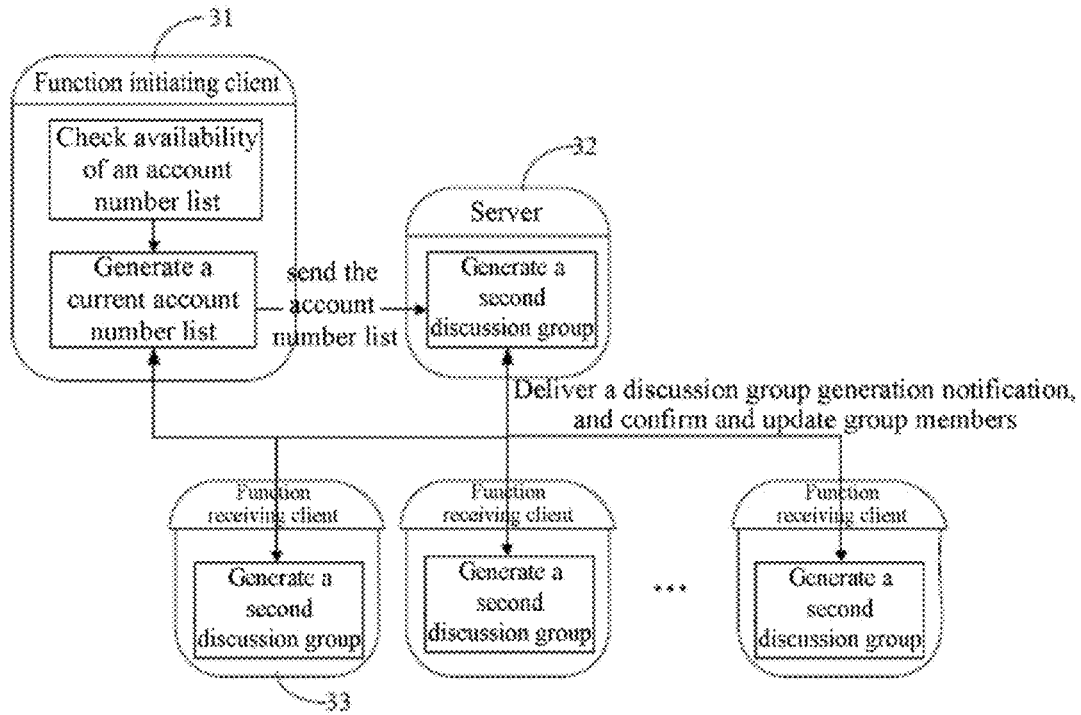 31
Function initiating client
Check availability
of an account
number list
Generate a
current account
number list
send the
account
number list
32
Server
Generate a
second
discussion group
Deliver a discussion group generation notification,
and confirm and update group members
Function
receiving client
Generate a
second
discussion group
33
Function
receiving client
Generate a
second
discussion group
...
Function
receiving client
Generate a
second
discussion group